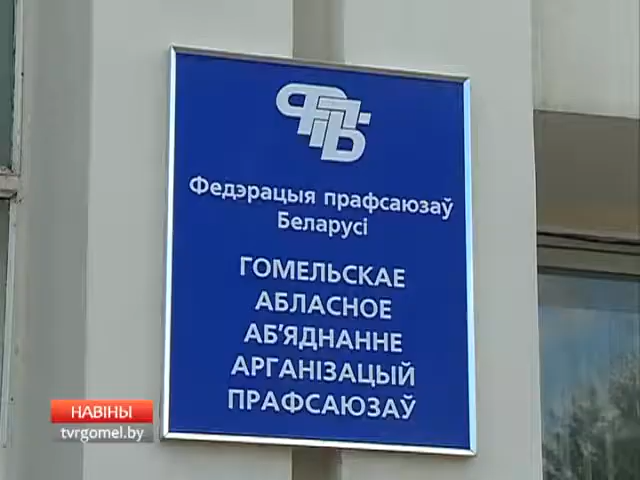 ФПБ
Федэрацыя прафсаюзаў
Беларусі
ГОМЕЛЬСКАЕ
АБЛАСНОЕ
АБ'ЯДНАННЕ
АРГАНІЗАЦЫЙ
ПРАФСАЮЗАЎ
НАВІНЫ
tvrgomel.by